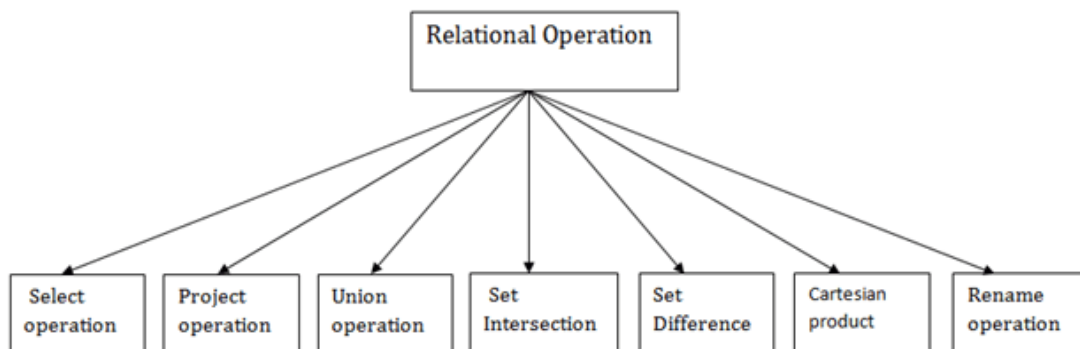 Relational Operation
Select
operation
Project
operation
Union
operation
Set
Intersection
Set
Difference
Cartesian
product
Rename
operation